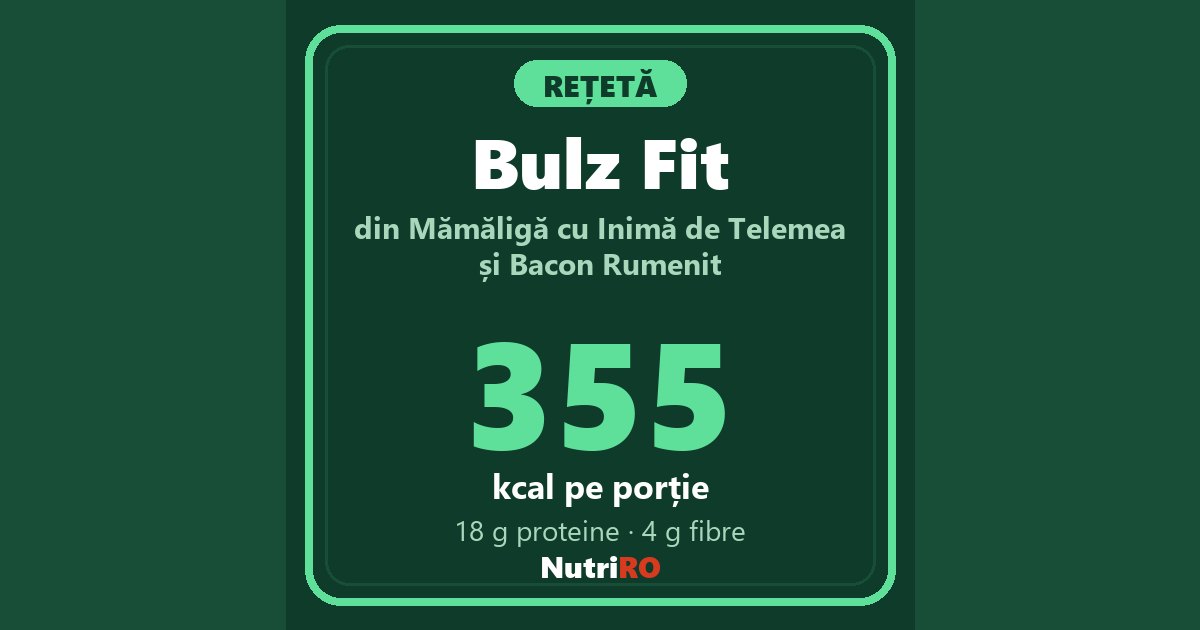 REȚETĂ
Bulz Fit
din Mămăligă cu Inimă de Telemea
și Bacon Rumenit
355
kcal pe porție
18 g proteine · 4 g fibre
NutriRO